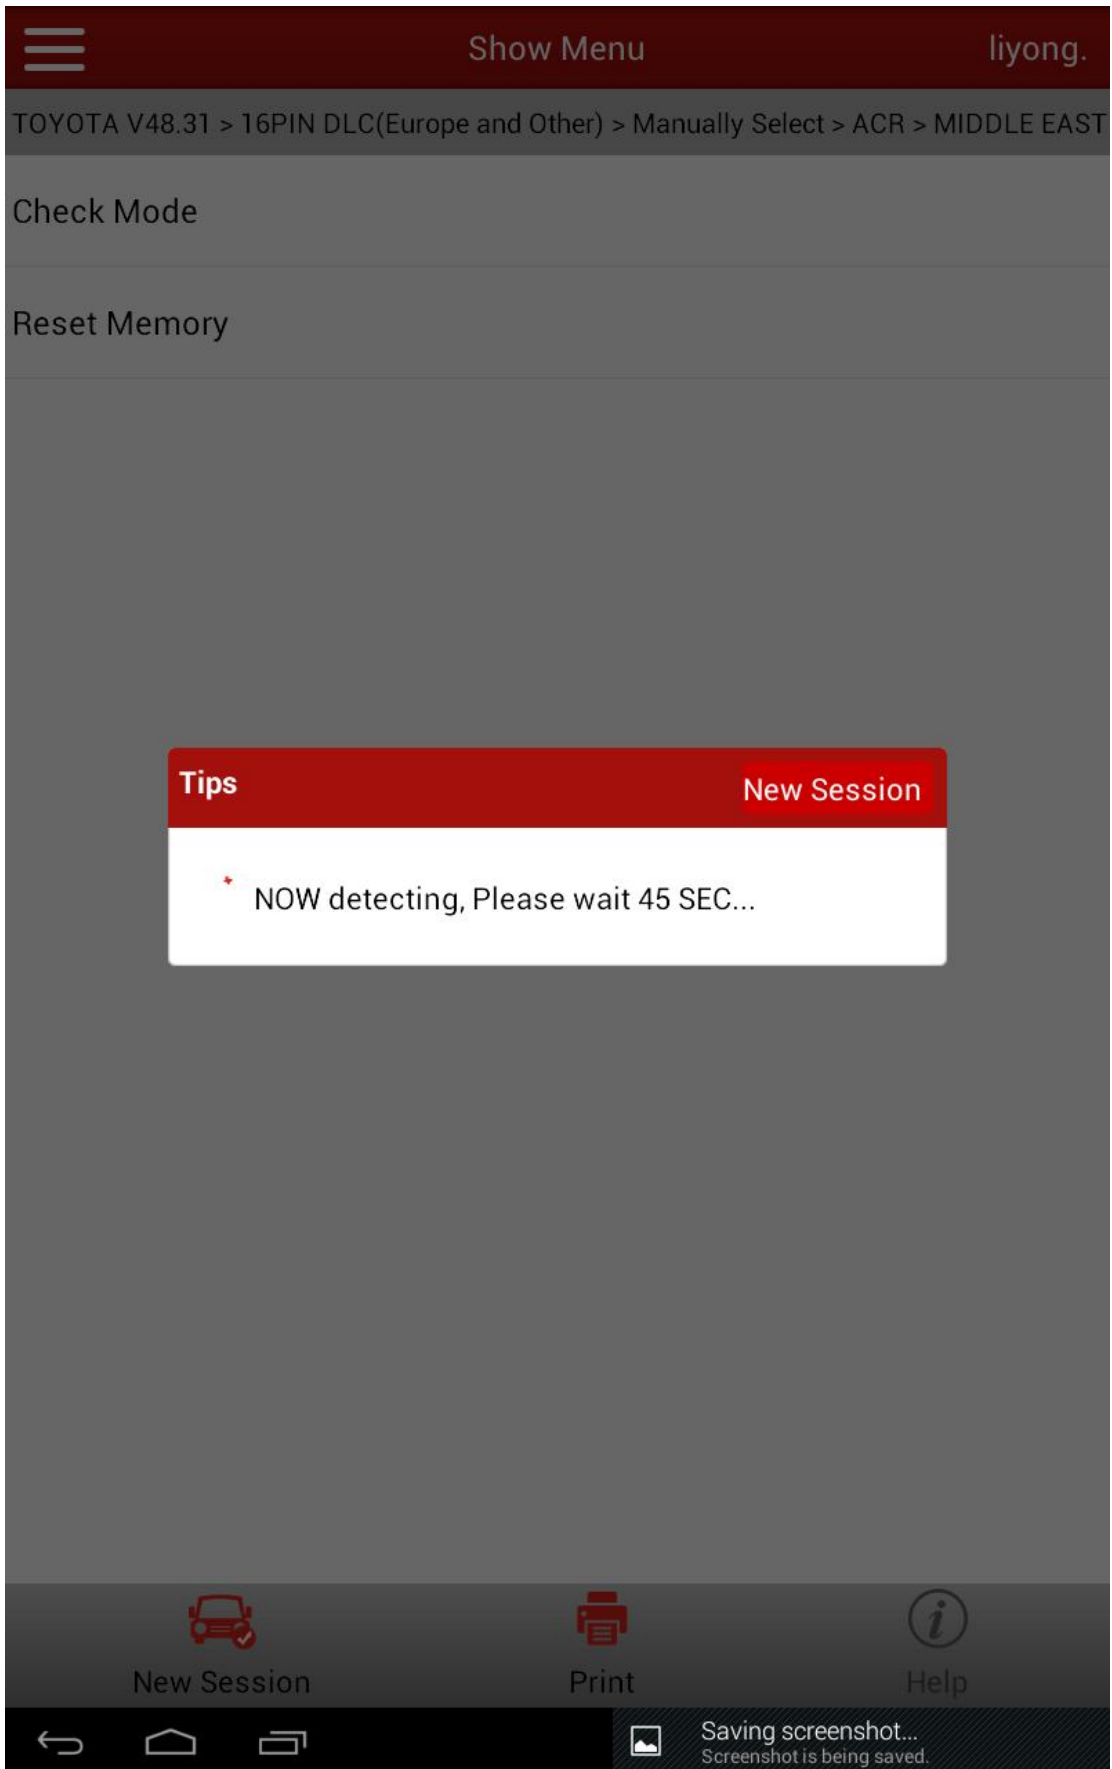 Show Menu liyong.
TOYOTA V48.31 > 16PIN DLC(Europe and Other) > Manually Select > ACR > MIDDLE EAST
Check Mode
Reset Memory
Tips New Session
NOW detecting, Please wait 45 SEC...
New Session Print Help
Saving screenshot...
Screenshot is being saved.